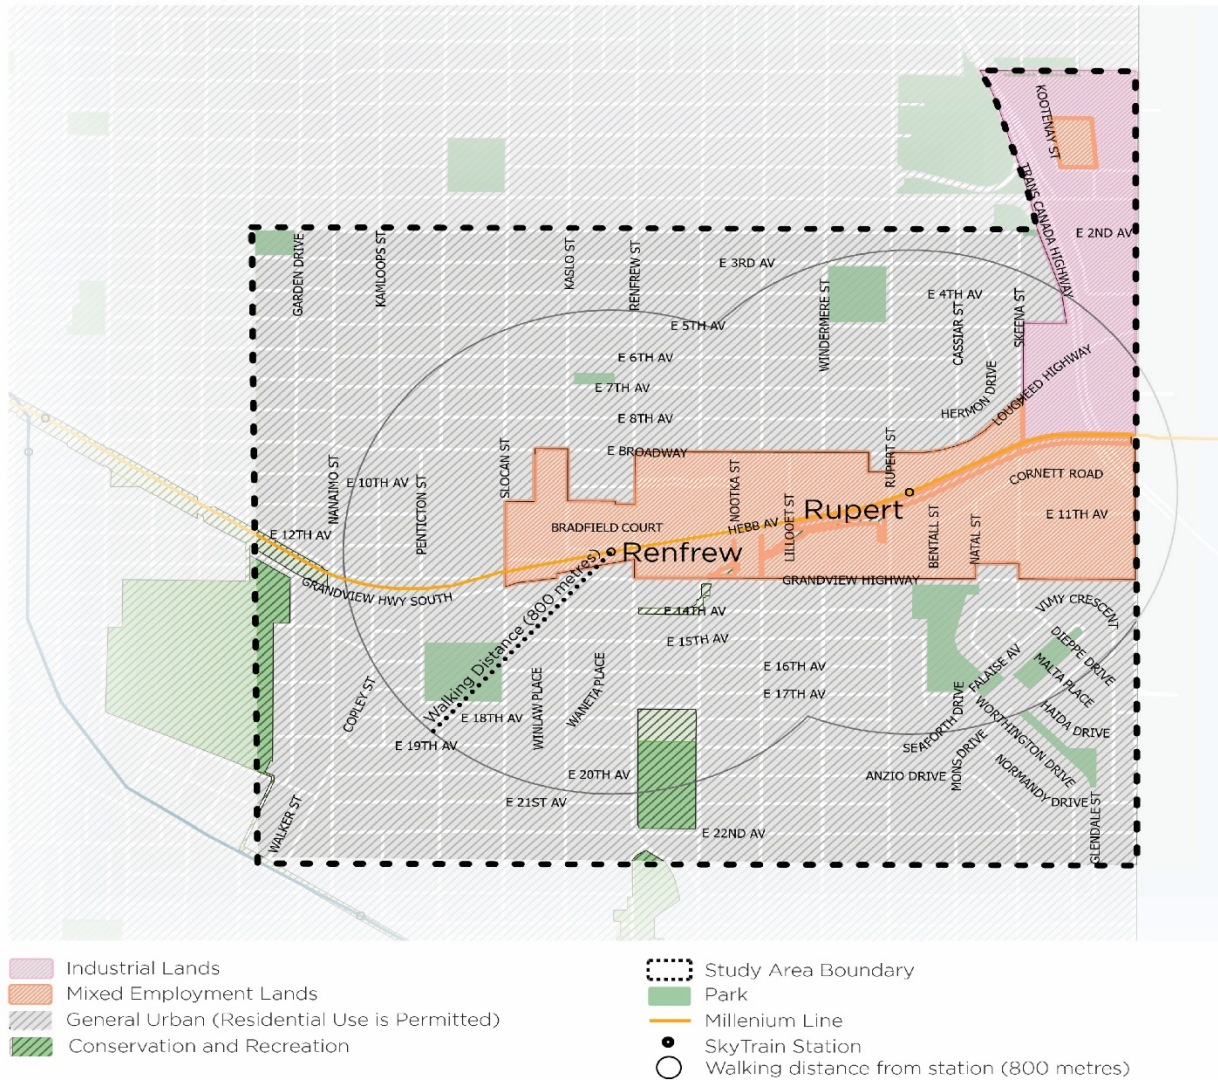 KOOTENAY ST
TRANS CANADA HIGHWAY
E 2ND AV
GARDEN DRIVE
KAMLOOPS ST
KASLO ST
RENFREW ST
E 3RD AV
WINDERMERE ST
E 4TH AV
CASSIAR ST
SKEENA ST
E 5TH AV
E 6TH AV
E 7TH AV
HERMON DRIVE
LOUGHEED HIGHWAY
E 8TH AV
E BROADWAY
NANAIMO ST
E 10TH AV
PENTICTON ST
SLOCAN ST
NOOTKA ST
RUPERT ST
CORNETT ROAD
Rupert
E 11TH AV
E 12TH AV
BRADFIELD COURT
HEBB AV
LILLOOET ST
BENTALL ST
NATAL ST
Renfrew
GRANDVIEW HWY SOUTH
GRANDVIEW HIGHWAY
Walking Distance (800 metres)
E 14TH AV
VIMY CRESCENT
E 15TH AV
DIEPPE DRIVE
E 16TH AV
FALAISE AV
MALTA PLACE
COPLEY ST
WINLAW PLACE
WANETA PLACE
E 17TH AV
E 18TH AV
SEAFORTH DRIVE
WORTHINGTON DRIVE
HAIDA DRIVE
E 19TH AV
MONS DRIVE
E 20TH AV
ANZIO DRIVE
NORMANDY DRIVE
E 21ST AV
WALKER ST
E 22ND AV
GLENDALE ST
Industrial Lands
Mixed Employment Lands
General Urban (Residential Use is Permitted)
Conservation and Recreation
Study Area Boundary
Park
Millenium Line
SkyTrain Station
Walking distance from station (800 metres)